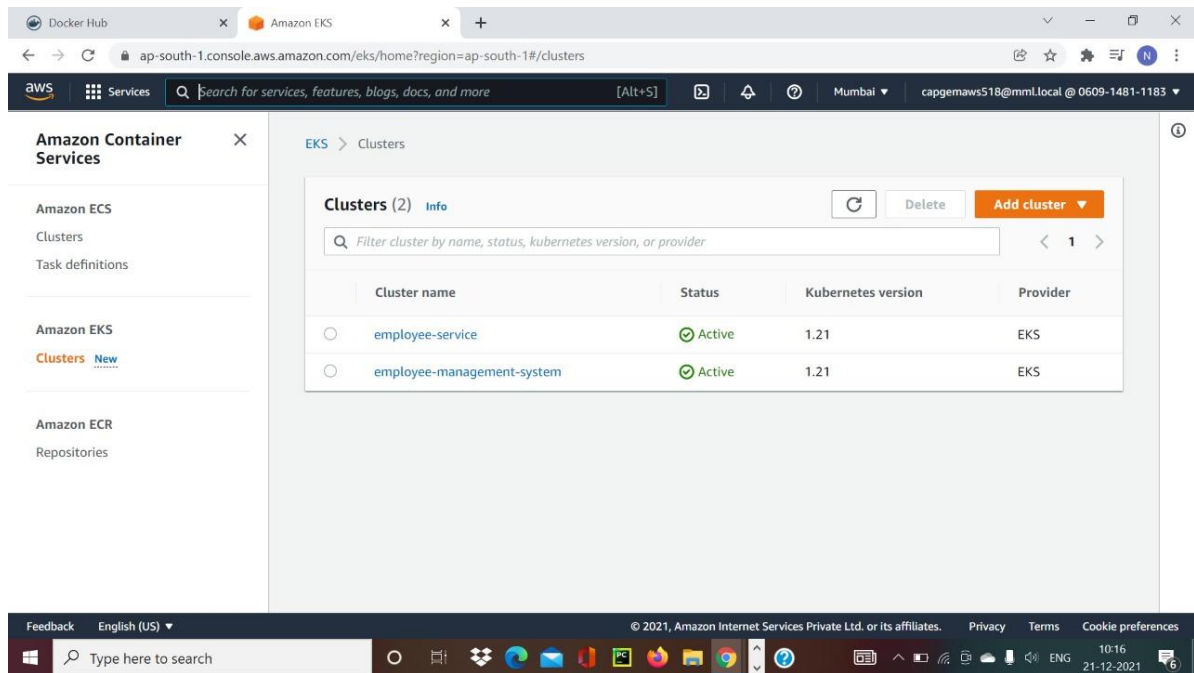 Docker Hub
Amazon EKS
ap-south-1.console.aws.amazon.com/eks/home?region=ap-south-1#/clusters
N
aws
Services
Search for services, features, blogs, docs, and more
[Alt+S]
Mumbai ▼
capgemaws518@mml.local @ 0609-1481-1183 ▼
Amazon Container
Services
Amazon ECS
Clusters
Task definitions
Amazon EKS
Clusters New
Amazon ECR
Repositories
EKS > Clusters
Clusters (2) Info
Delete
Add cluster ▼
Filter cluster by name, status, kubernetes version, or provider
< 1 >
Cluster name Status Kubernetes version Provider
employee-service Active 1.21 EKS
employee-management-system Active 1.21 EKS
Feedback English (US) ▼ © 2021, Amazon Internet Services Private Ltd. or its affiliates. Privacy Terms Cookie preferences
Type here to search
PC
ENG
10:16
21-12-2021
6